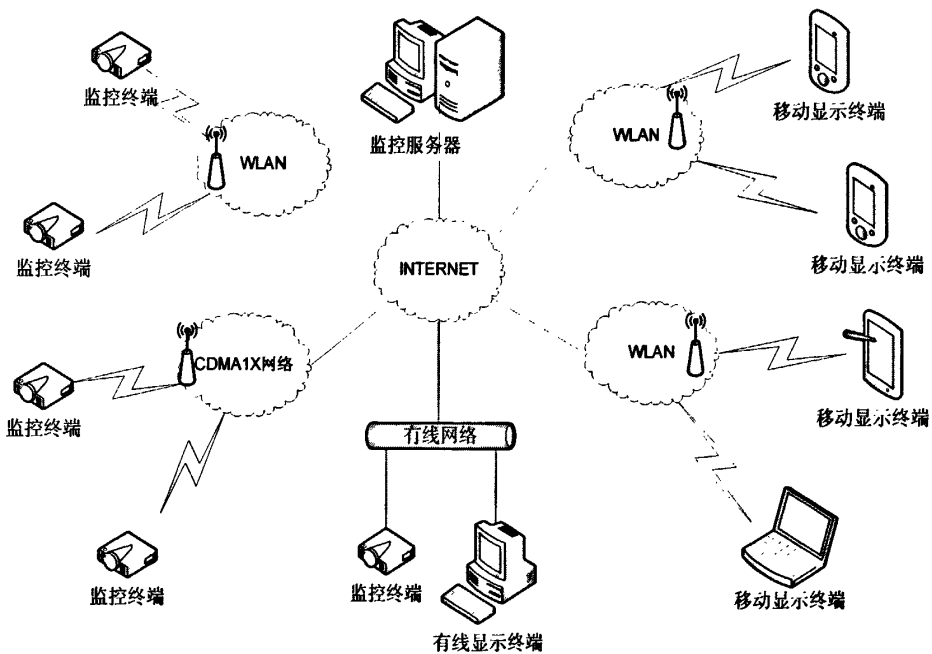 监控终端
监控服务器
移动显示终端
WLAN
WLAN
监控终端
移动显示终端
INTERNET
CDMA1X网络
WLAN
监控终端
移动显示终端
有线网络
监控终端
监控终端
有线显示终端
移动显示终端